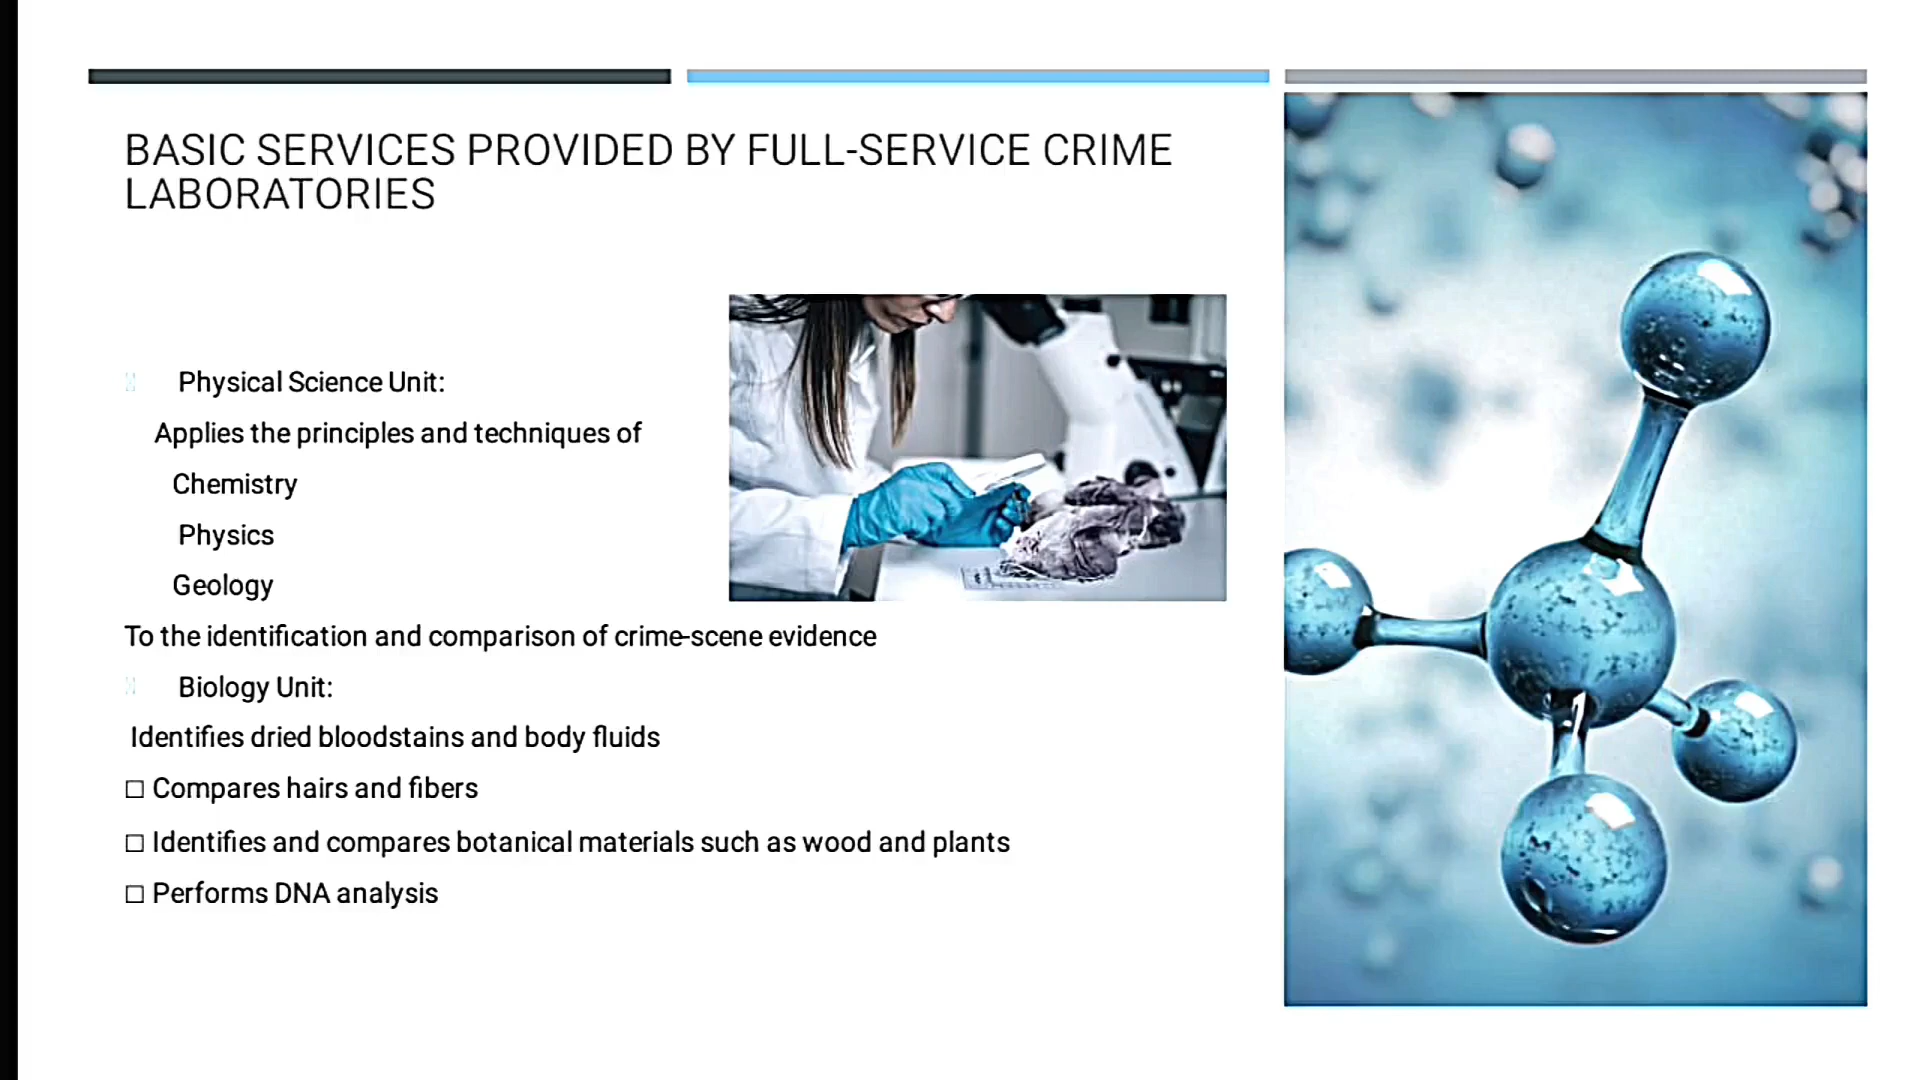 BASIC SERVICES PROVIDED BY FULL-SERVICE CRIME
LABORATORIES
Physical Science Unit:
Applies the principles and techniques of
Chemistry
Physics
Geology
To the identification and comparison of crime-scene evidence
Biology Unit:
Identifies dried bloodstains and body fluids
☐ Compares hairs and fibers
☐ Identifies and compares botanical materials such as wood and plants
☐ Performs DNA analysis